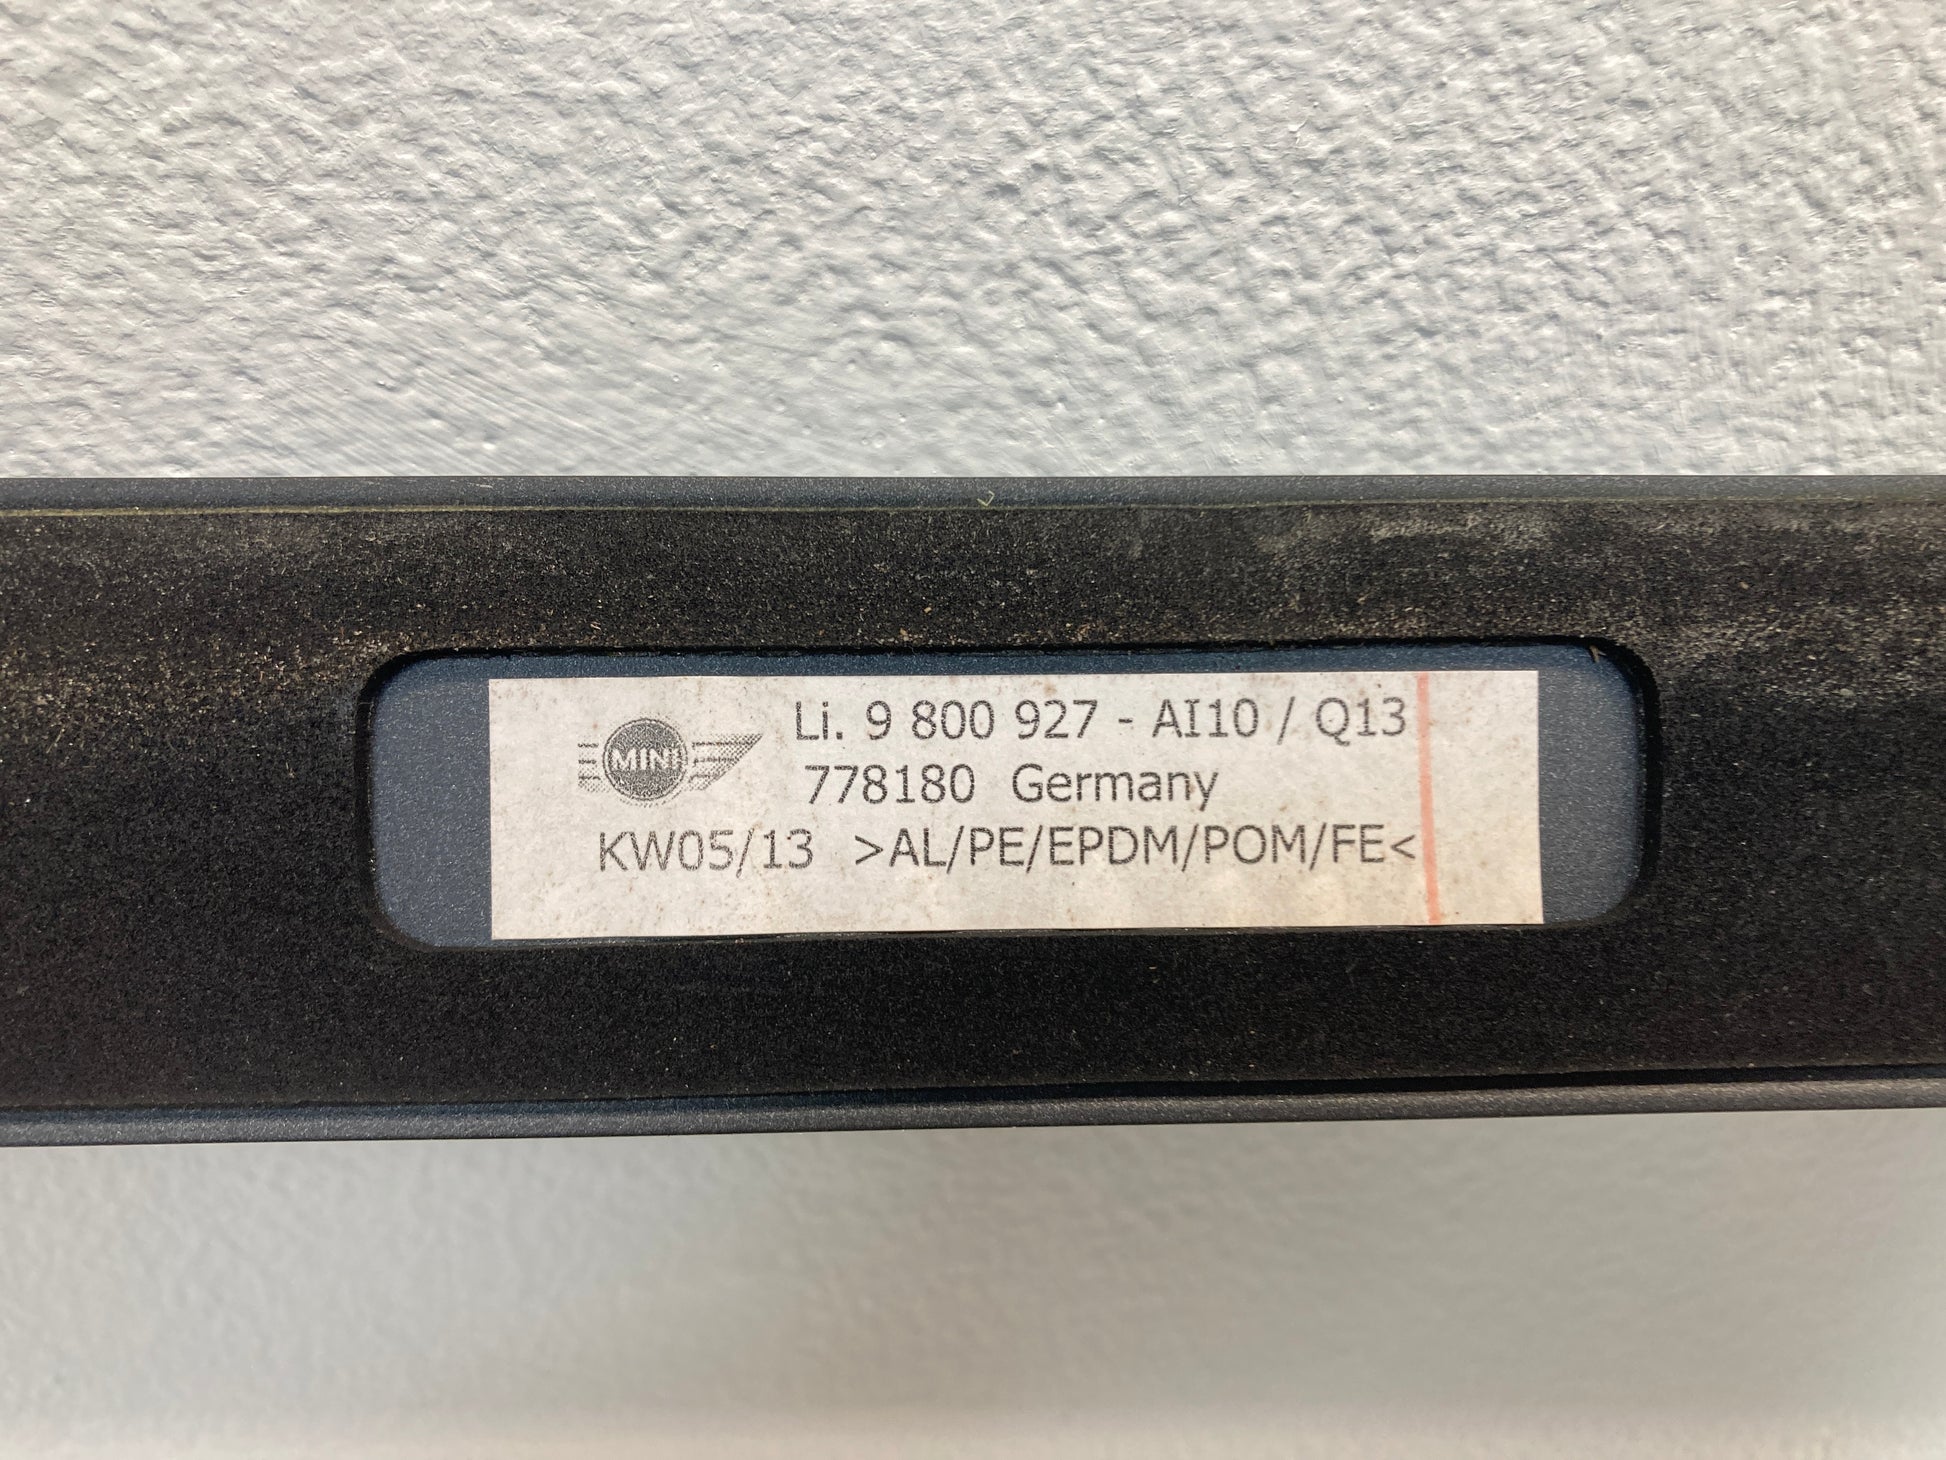 MINI
Li. 9 800 927 - AI10 / Q13
778180 Germany
KW05/13 >AL/PE/EPDM/POM/FE<